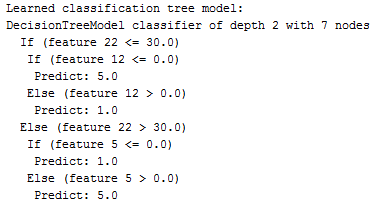 Learned classification tree model:
DecisionTreeModel classifier of depth 2 with 7 nodes
  If (feature 22 <= 30.0)
   If (feature 12 <= 0.0)
    Predict: 5.0
   Else (feature 12 > 0.0)
    Predict: 1.0
  Else (feature 22 > 30.0)
   If (feature 5 <= 0.0)
    Predict: 1.0
   Else (feature 5 > 0.0)
    Predict: 5.0